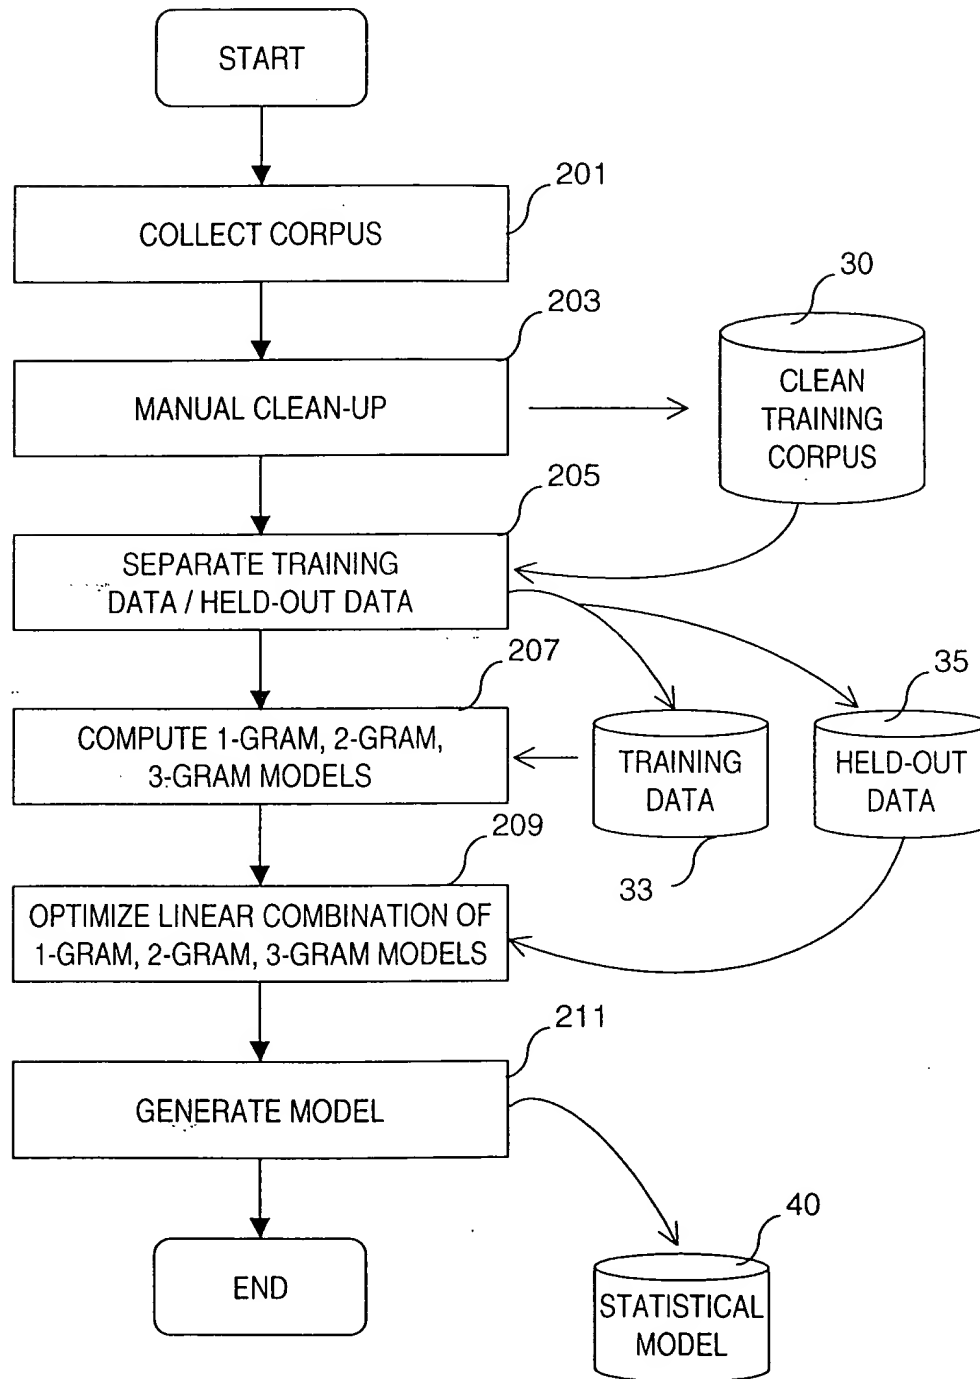 START
201
COLLECT CORPUS
203
30
MANUAL CLEAN-UP
CLEAN
TRAINING
CORPUS
205
SEPARATE TRAINING
DATA / HELD-OUT DATA
207
35
COMPUTE 1-GRAM, 2-GRAM,
3-GRAM MODELS
TRAINING
DATA
HELD-OUT
DATA
209
33
OPTIMIZE LINEAR COMBINATION OF
1-GRAM, 2-GRAM, 3-GRAM MODELS
211
GENERATE MODEL
40
END
STATISTICAL
MODEL